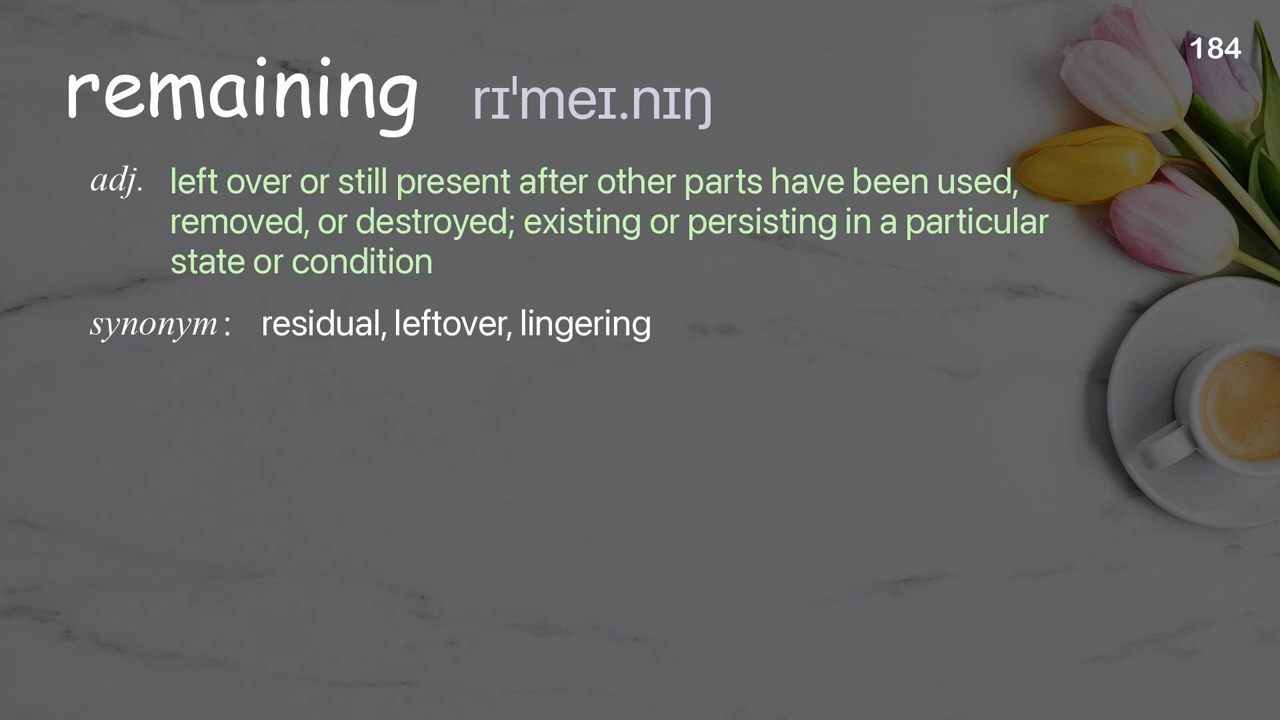 184
remaining rɪˈmeɪ.nɪŋ
adj. left over or still present after other parts have been used,
removed, or destroyed; existing or persisting in a particular
state or condition
synonym: residual, leftover, lingering